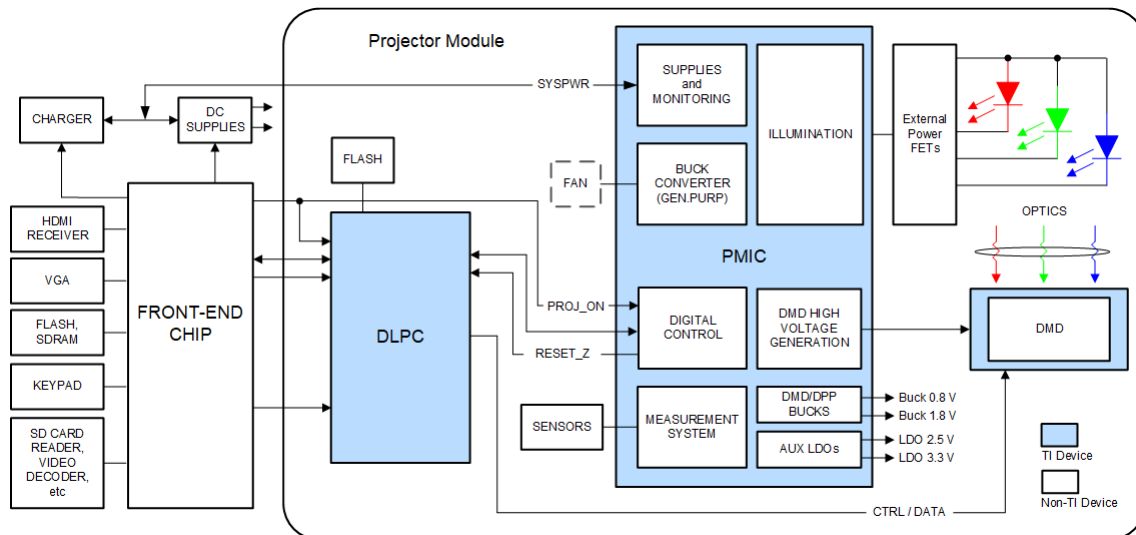 Projector Module
SYSPWR
CHARGER
DC
SUPPLIES
SUPPLIES
and
MONITORING
ILLUMINATION
External
Power
FETs
FLASH
FAN
BUCK
CONVERTER
(GEN.PURP)
HDMI
RECEIVER
VGA
FLASH,
SDRAM
KEYPAD
SD CARD
READER,
VIDEO
DECODER,
etc
FRONT-END
CHIP
DLPC
PMIC
OPTICS
PROJ_ON
RESET_Z
DIGITAL
CONTROL
DMD HIGH
VOLTAGE
GENERATION
DMD
SENSORS
MEASUREMENT
SYSTEM
DMD/DPP
BUCKS
AUX LDOs
Buck 0.8 V
Buck 1.8 V
LDO 2.5 V
LDO 3.3 V
CTRL / DATA
TI Device
Non-TI Device